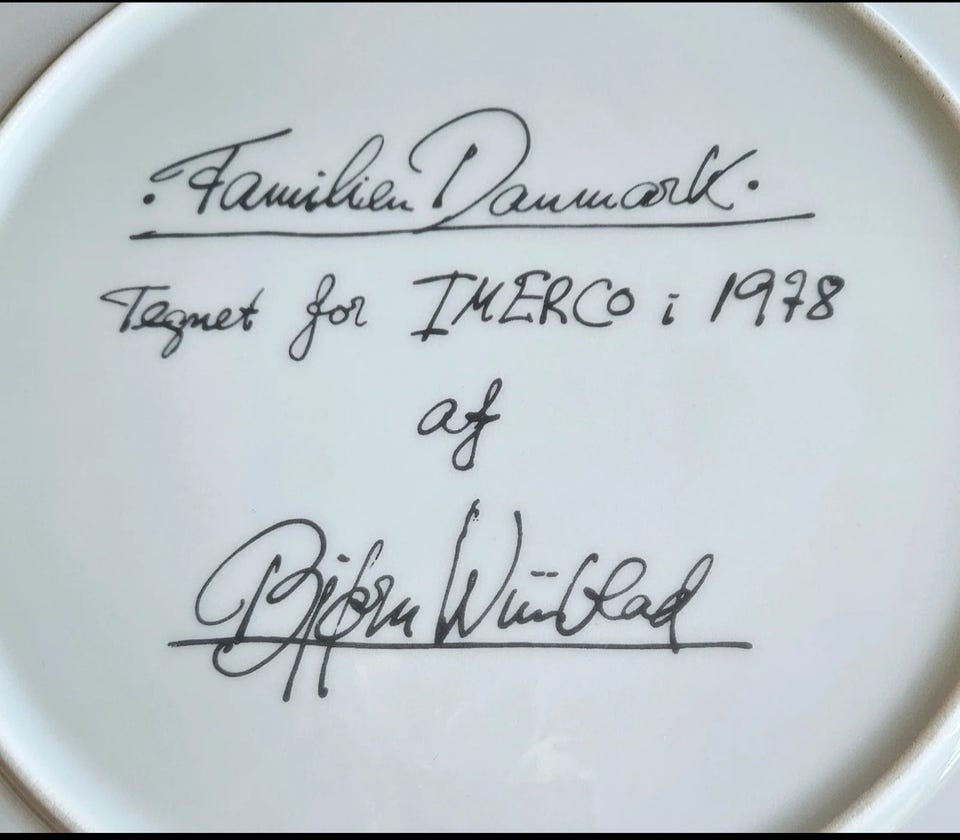 ·Familien Danmark·
Tegnet for IMERCO i 1978
af
Bjørn Wiinblad